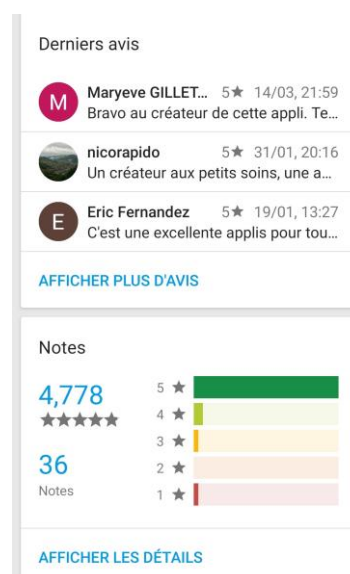 Derniers avis
M
Maryeve GILLET... 5★ 14/03, 21:59
Bravo au créateur de cette appli. Te...
nicorapido 5★ 31/01, 20:16
Un créateur aux petits soins, une a...
E
Eric Fernandez 5★ 19/01, 13:27
C'est une excellente applis pour tou...
AFFICHER PLUS D'AVIS
Notes
4,778
★★★★★
36
Notes
5 ★
4 ★
3 ★
2 ★
1 ★
AFFICHER LES DÉTAILS